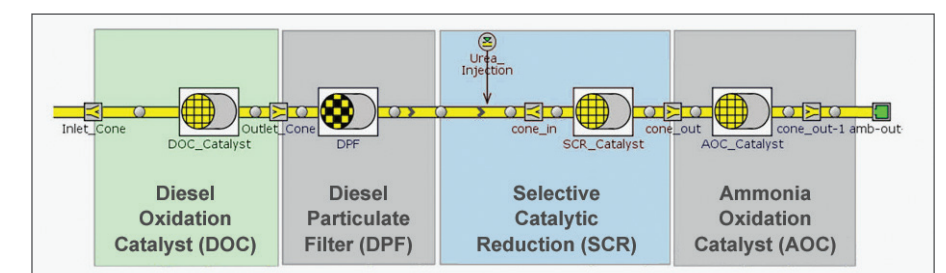 Urea_
Injection
Inlet_Cone
DOC_Catalyst
Outlet_Cone
DPF
cone_in
SCR_Catalyst
cone_out
AOC_Catalyst
cone_out-1
amb-out
Diesel
Oxidation
Catalyst (DOC)
Diesel
Particulate
Filter (DPF)
Selective
Catalytic
Reduction (SCR)
Ammonia
Oxidation
Catalyst (AOC)